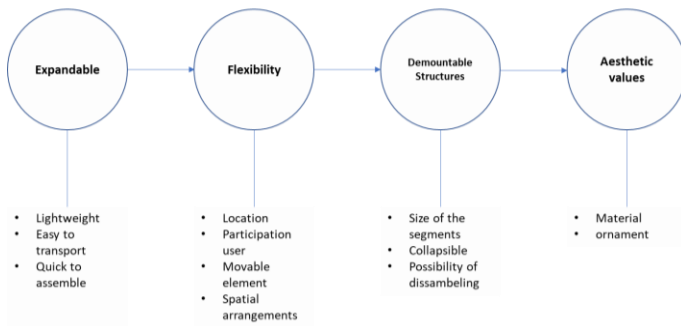 Expandable
Flexibility
Demountable
Structures
Aesthetic
values
• Lightweight
• Easy to
transport
• Quick to
assemble
• Location
• Participation
user
• Movable
element
• Spatial
arrangements
• Size of the
segments
• Collapsible
• Possibility of
dissambeling
• Material
• ornament